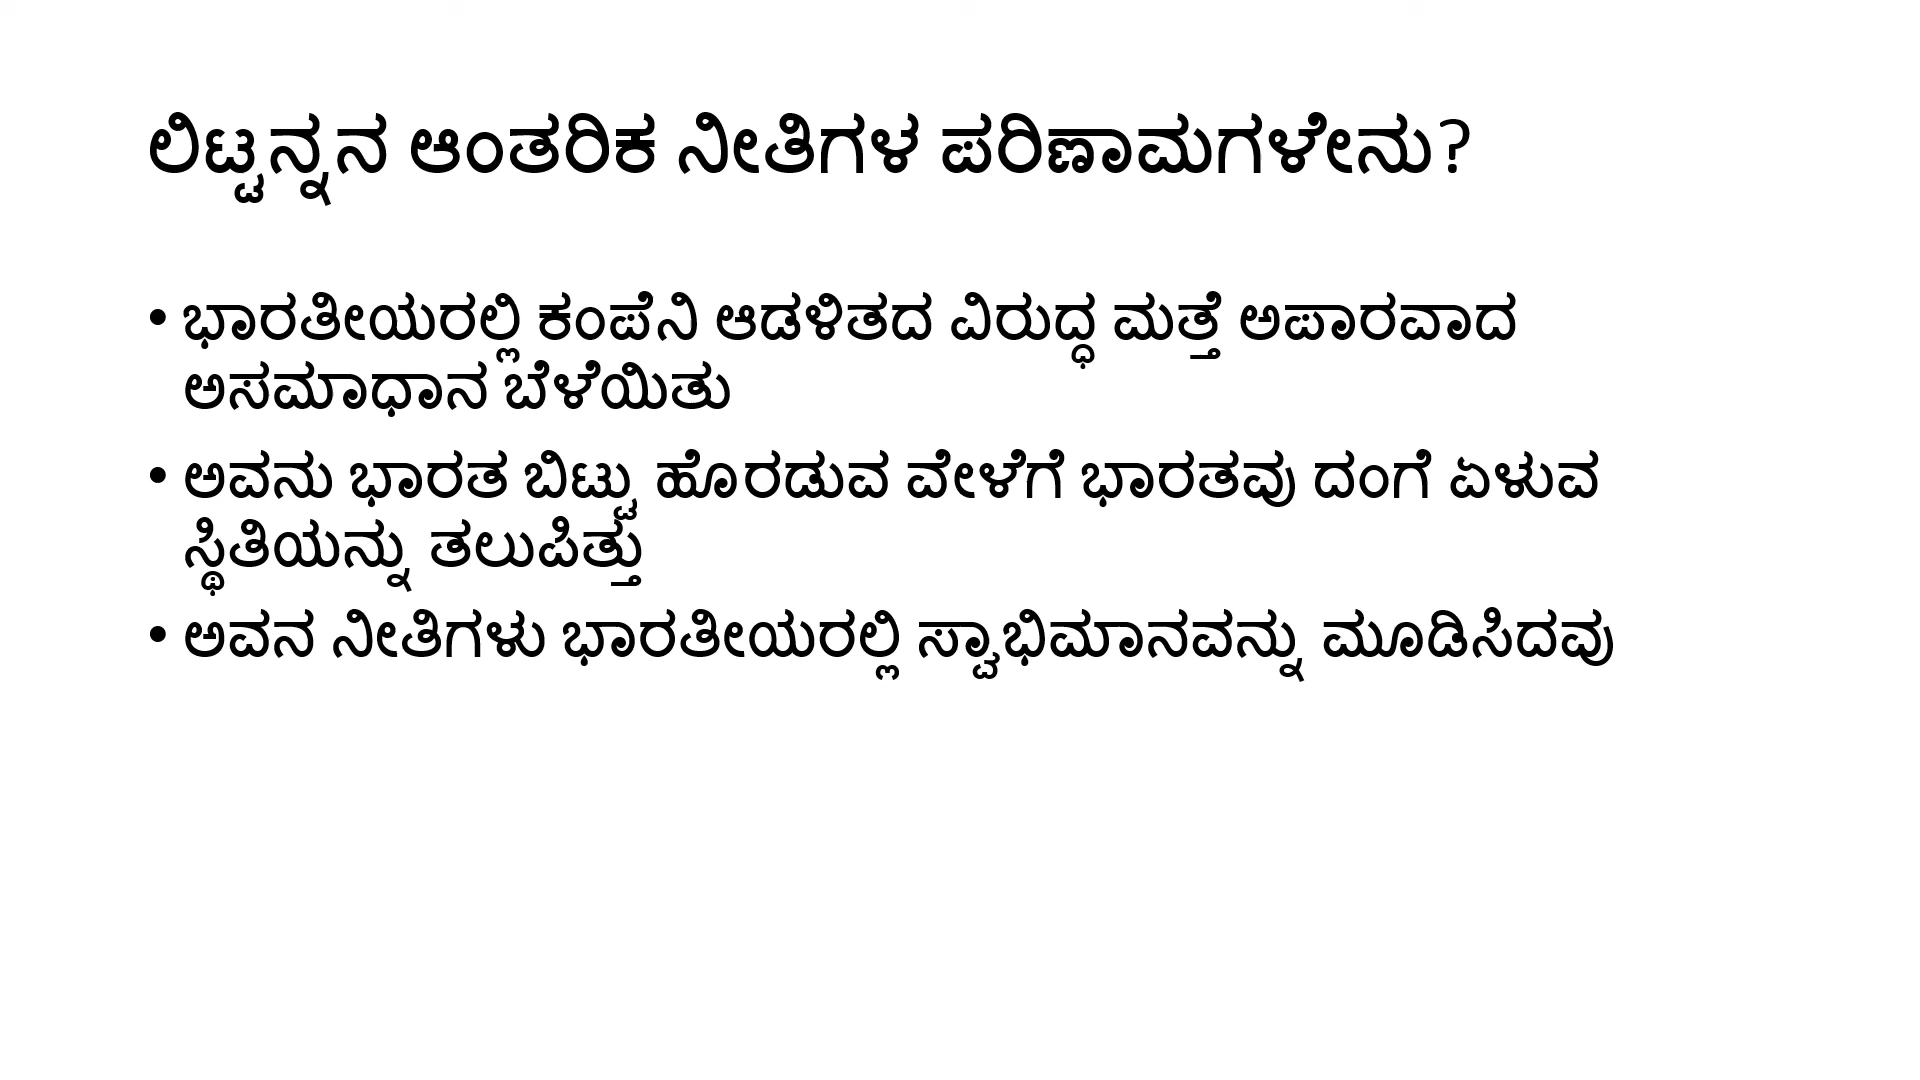 ಲಿಟ್ಟನ್ನನ ಆಂತರಿಕ ನೀತಿಗಳ ಪರಿಣಾಮಗಳೇನು?
• ಭಾರತೀಯರಲ್ಲಿ ಕಂಪೆನಿ ಆಡಳಿತದ ವಿರುದ್ಧ ಮತ್ತೆ ಅಪಾರವಾದ
ಅಸಮಾಧಾನ ಬೆಳೆಯಿತು
• ಅವನು ಭಾರತ ಬಿಟ್ಟು ಹೊರಡುವ ವೇಳೆಗೆ ಭಾರತವು ದಂಗೆ ಏಳುವ
ಸ್ಥಿತಿಯನ್ನು ತಲುಪಿತ್ತು
• ಅವನ ನೀತಿಗಳು ಭಾರತೀಯರಲ್ಲಿ ಸ್ವಾಭಿಮಾನವನ್ನು ಮೂಡಿಸಿದವು